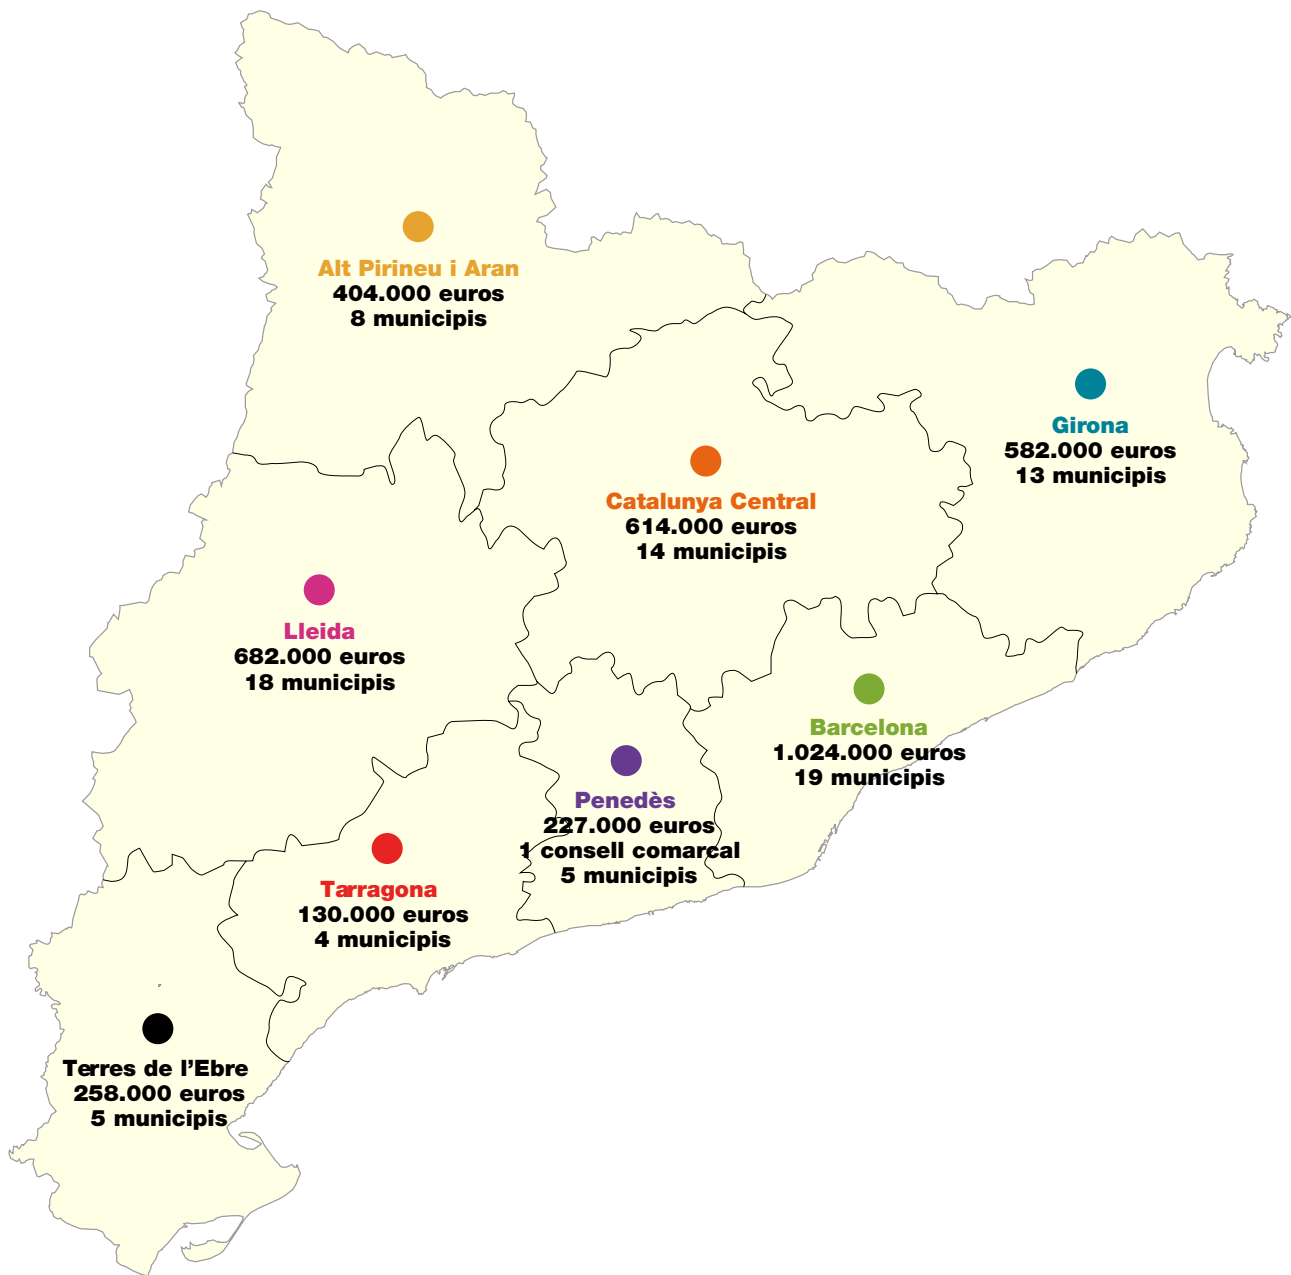 Alt Pirineu i Aran
404.000 euros
8 municipis
Girona
582.000 euros
13 municipis
Catalunya Central
614.000 euros
14 municipis
Lleida
682.000 euros
18 municipis
Barcelona
1.024.000 euros
19 municipis
Penedès
227.000 euros
1 consell comarcal
5 municipis
Tarragona
130.000 euros
4 municipis
Terres de l'Ebre
258.000 euros
5 municipis